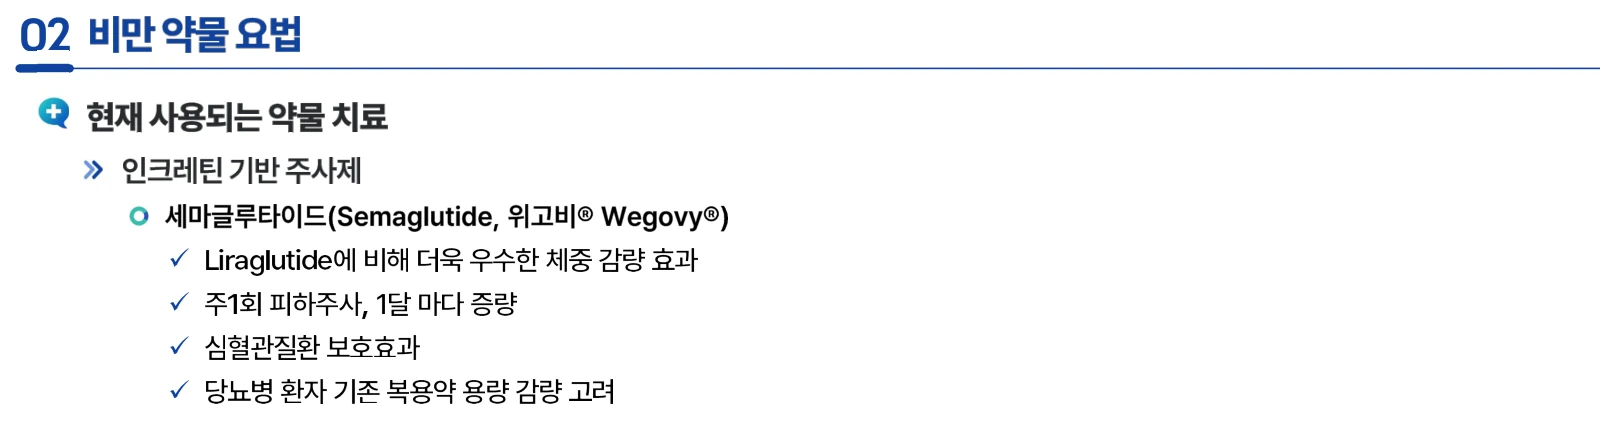 02 비만 약물 요법
현재 사용되는 약물 치료
인크레틴 기반 주사제
세마글루타이드(Semaglutide, 위고비® Wegovy®)
Liraglutide에 비해 더욱 우수한 체중 감량 효과
주1회 피하주사, 1달 마다 증량
심혈관질환 보호효과
당뇨병 환자 기존 복용약 용량 감량 고려